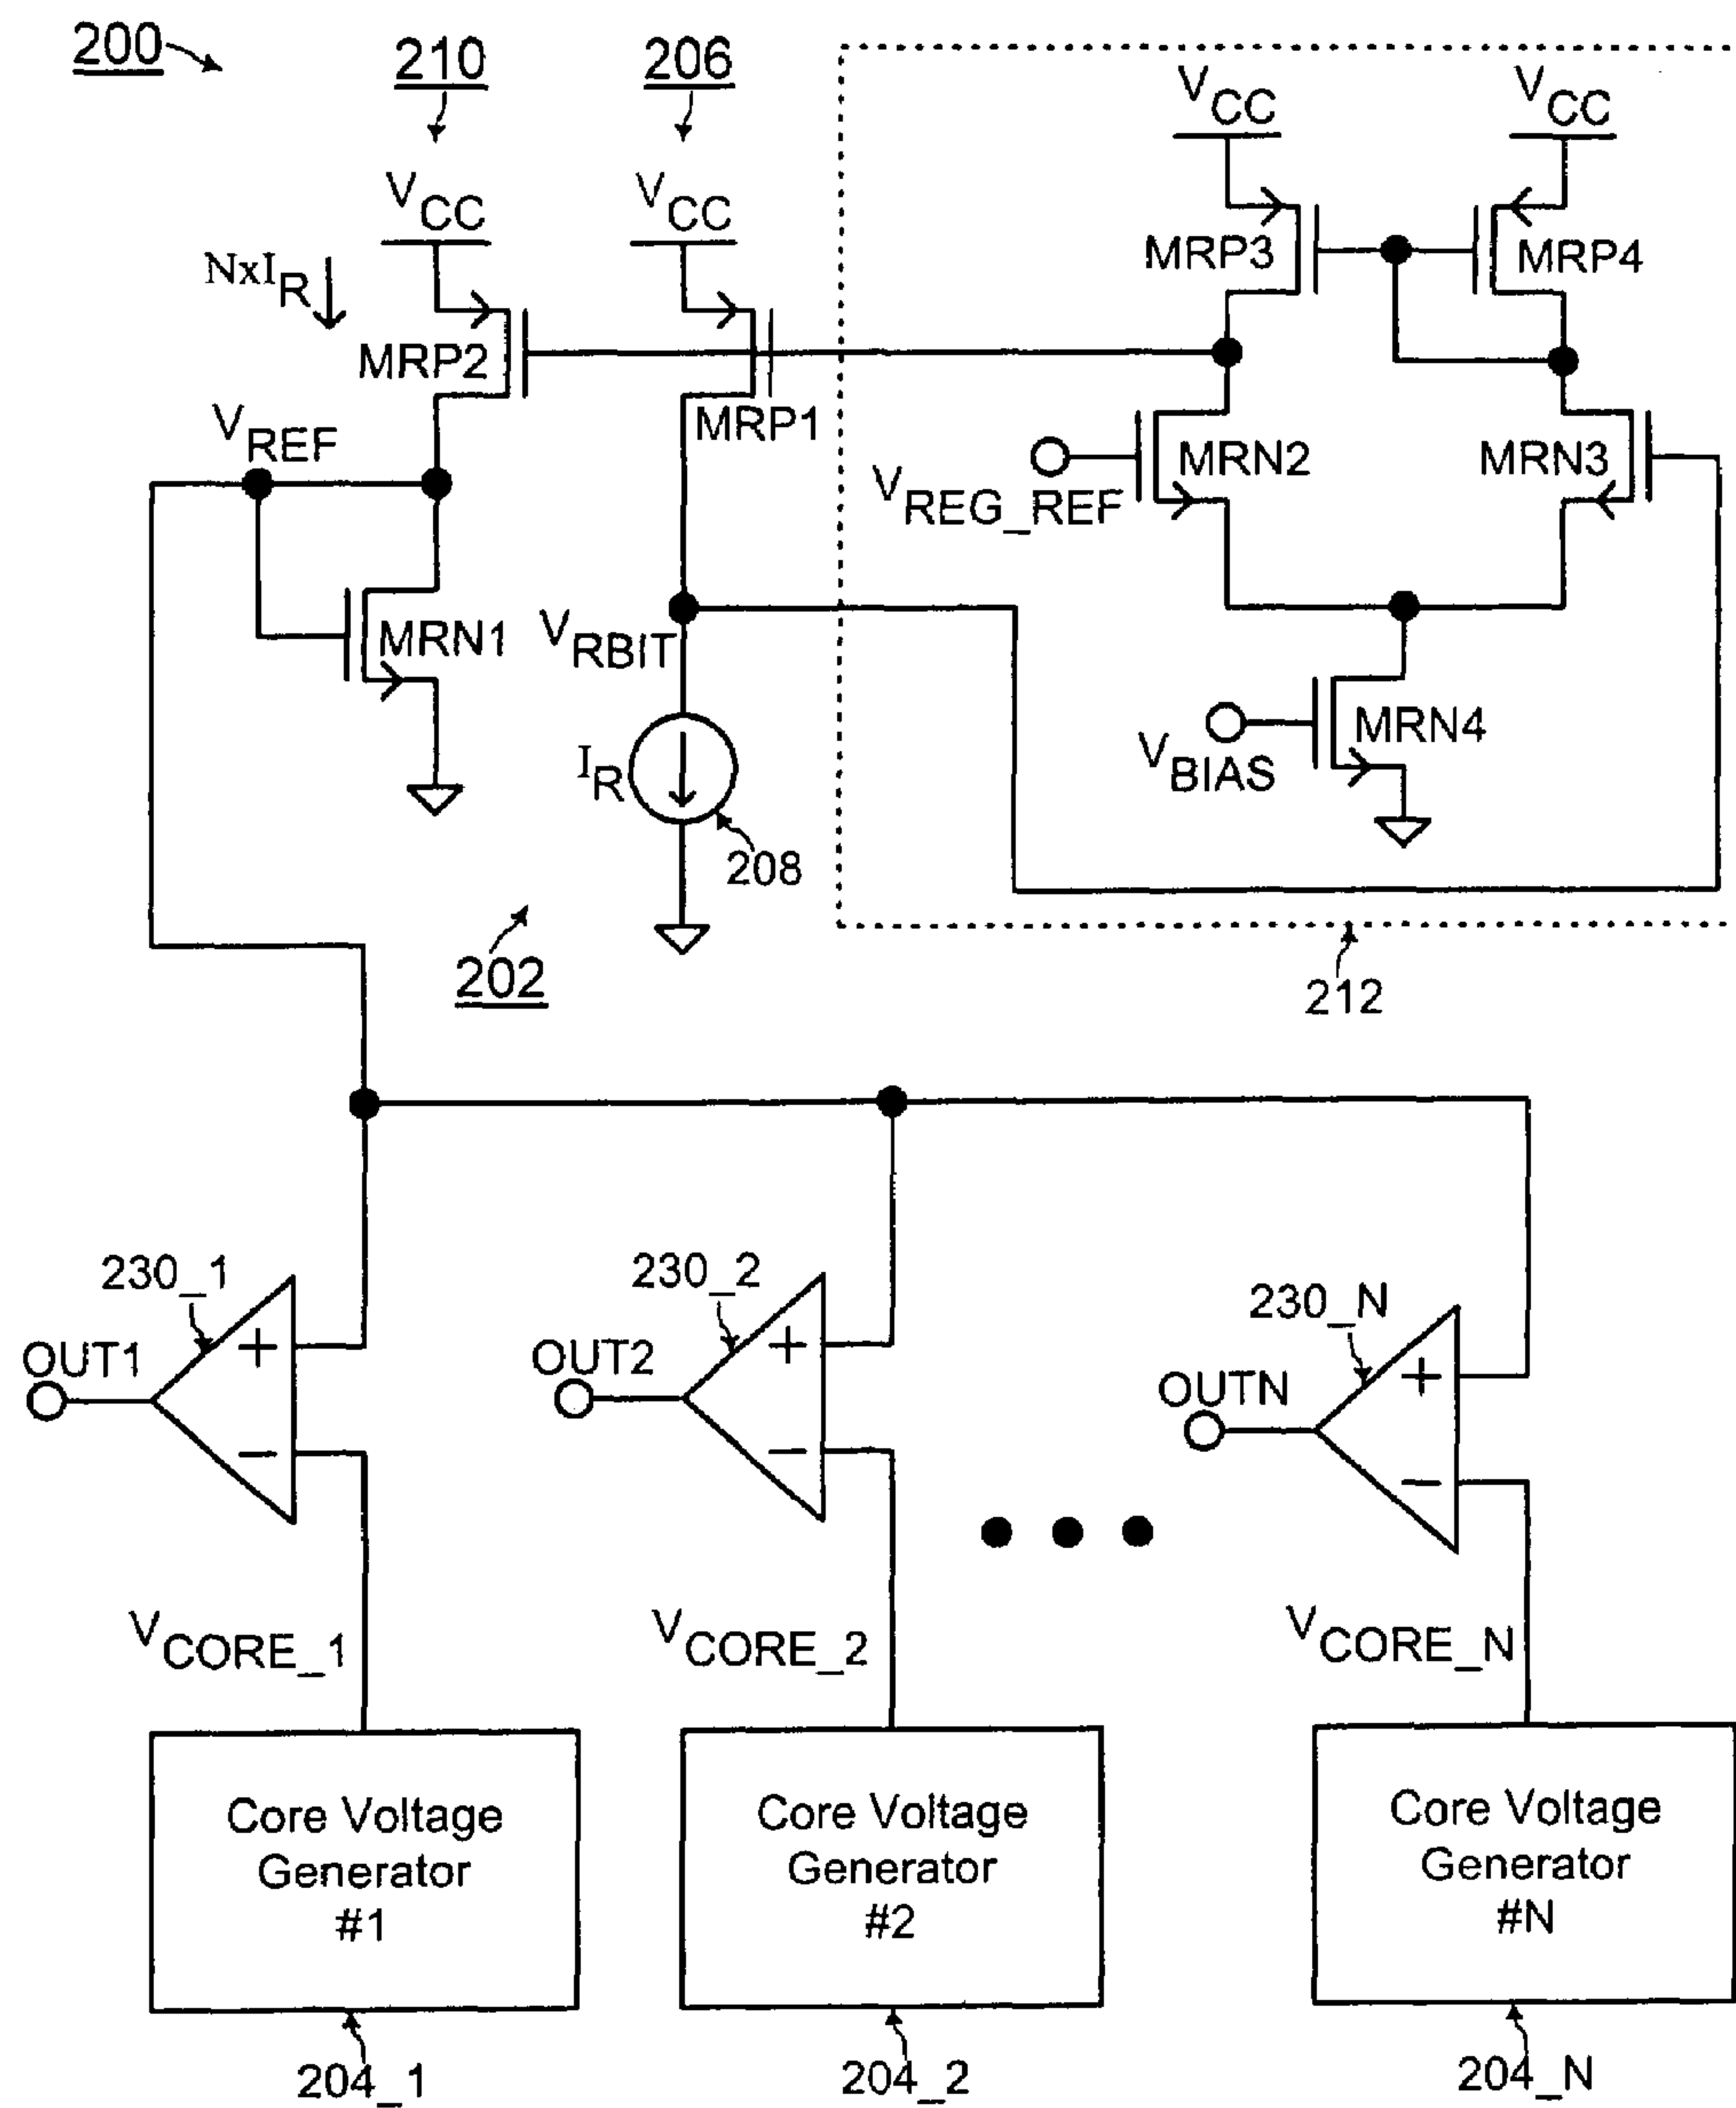 200
210
206
VCC
VCC
VCC
VCC
NxIR
MRP2
MRP1
MRP3
MRP4
VREF
MRN2
MRN3
VREG_REF
MRN1
VRBIT
VBIAS
MRN4
IR
208
202
212
230_1
230_2
230_N
OUT1
OUT2
OUTN
+
-
+
-
+
-
VCORE_1
VCORE_2
VCORE_N
Core Voltage
Generator
#1
Core Voltage
Generator
#2
Core Voltage
Generator
#N
204_1
204_2
204_N